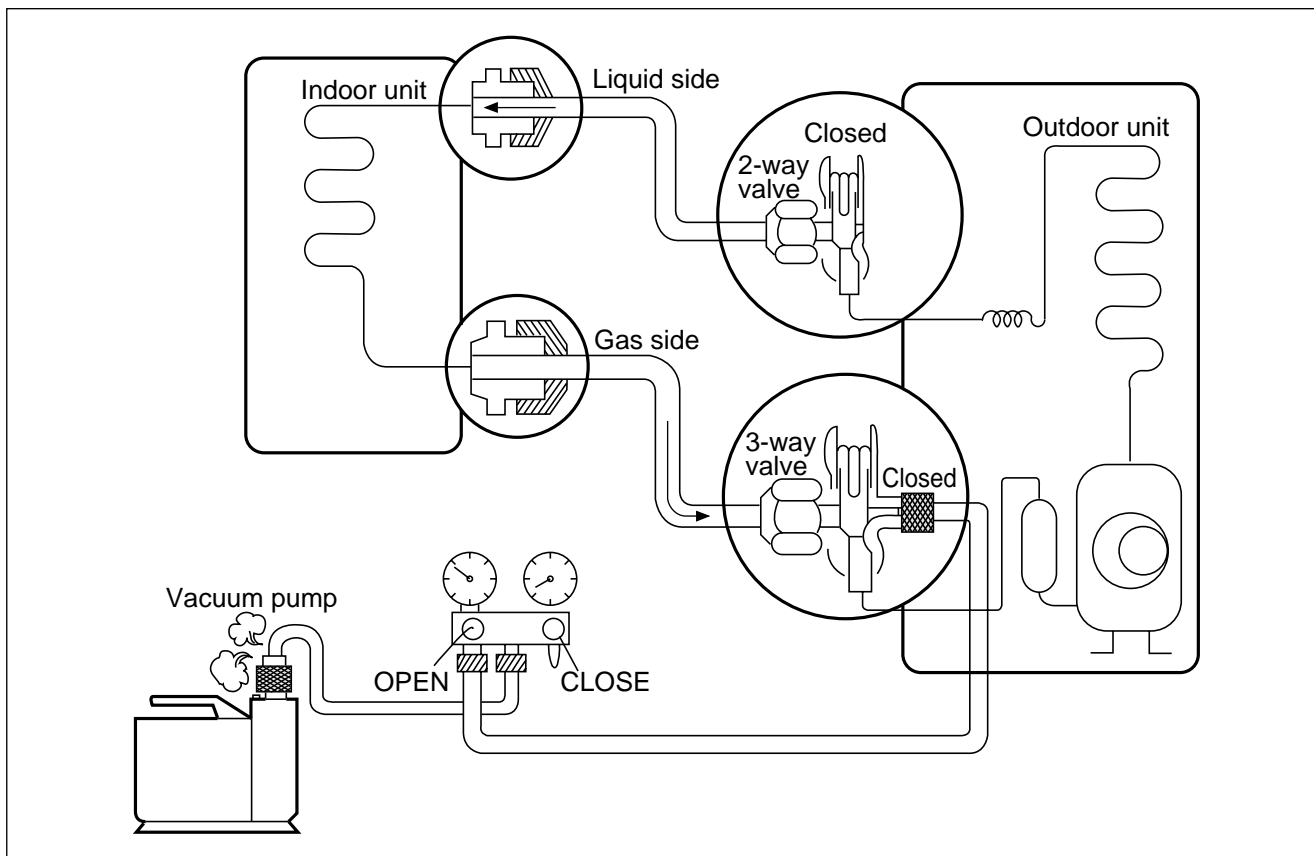 Indoor unit
Liquid side
Closed
2-way
valve
Outdoor unit
Gas side
3-way
valve
Closed
Vacuum pump
OPEN
CLOSE